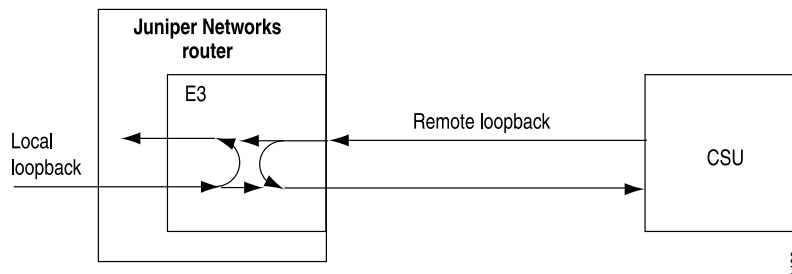 Juniper Networks
router
E3
Local
loopback
Remote loopback
CSU